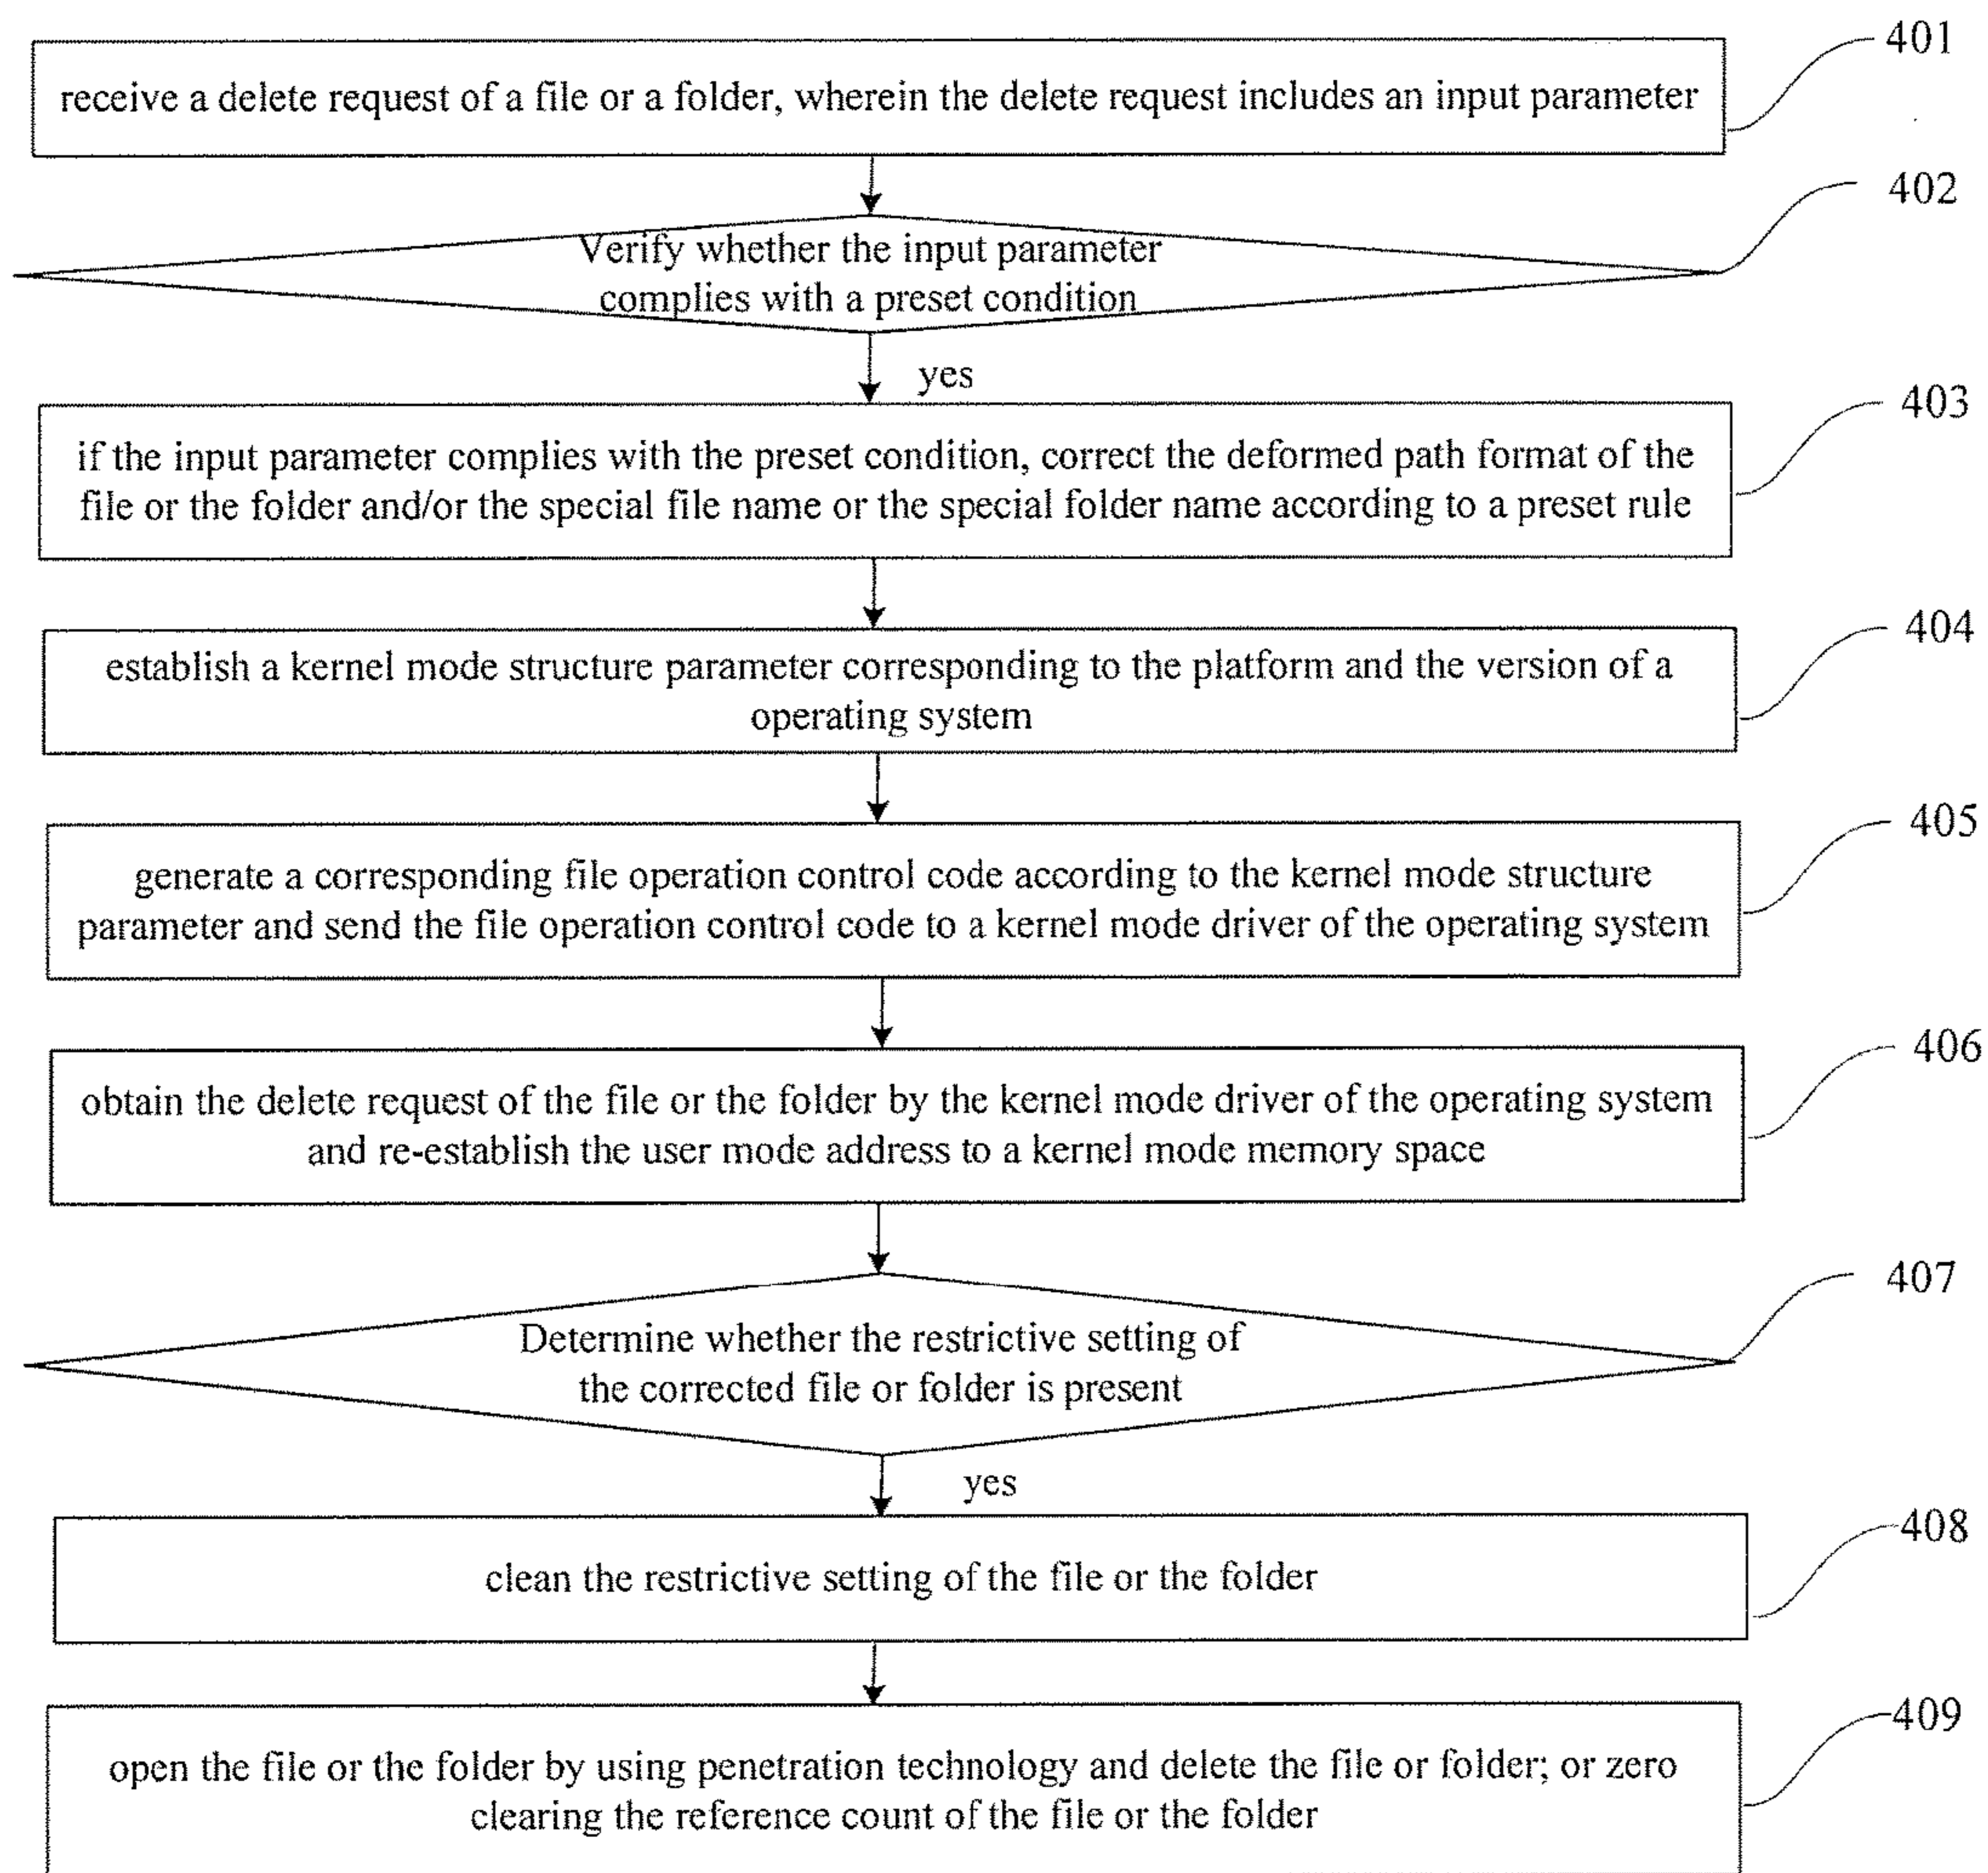 401
receive a delete request of a file or a folder, wherein the delete request includes an input parameter
402
Verify whether the input parameter
complies with a preset condition
yes
403
if the input parameter complies with the preset condition, correct the deformed path format of the
file or the folder and/or the special file name or the special folder name according to a preset rule
404
establish a kernel mode structure parameter corresponding to the platform and the version of a
operating system
405
generate a corresponding file operation control code according to the kernel mode structure
parameter and send the file operation control code to a kernel mode driver of the operating system
406
obtain the delete request of the file or the folder by the kernel mode driver of the operating system
and re-establish the user mode address to a kernel mode memory space
407
Determine whether the restrictive setting of
the corrected file or folder is present
yes
408
clean the restrictive setting of the file or the folder
409
open the file or the folder by using penetration technology and delete the file or folder; or zero
clearing the reference count of the file or the folder